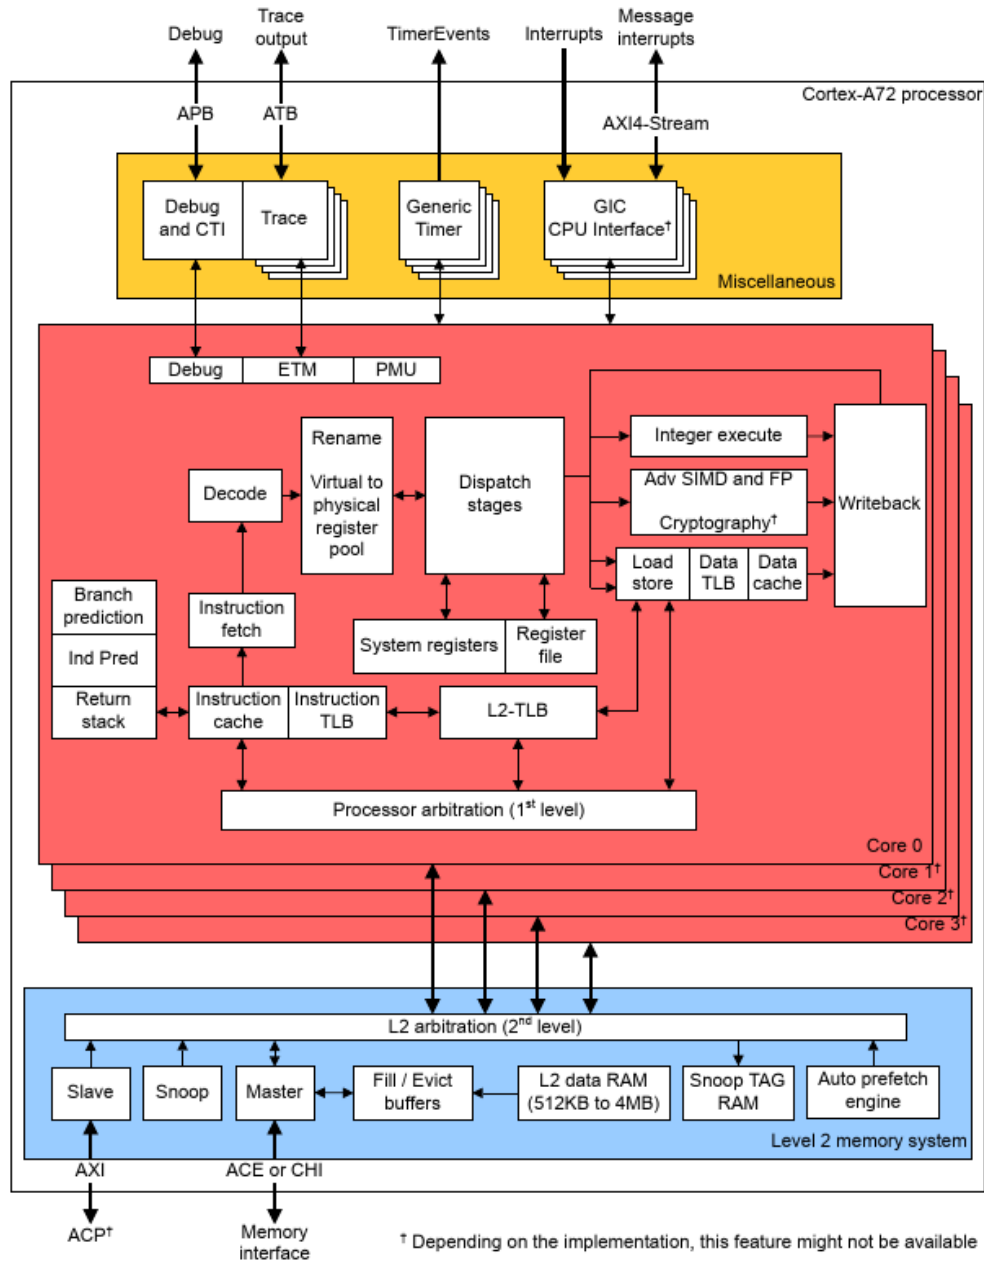 Debug
Trace
output
TimerEvents
Interrupts
Message
interrupts
Cortex-A72 processor
APB
ATB
AXI4-Stream
Debug
and CTI
Trace
Generic
Timer
GIC
CPU Interface†
Miscellaneous
Debug
ETM
PMU
Rename
Virtual to
physical
register
pool
Decode
Dispatch
stages
Integer execute
Adv SIMD and FP
Cryptography†
Writeback
Load
store
Data
TLB
Data
cache
Branch
prediction
Ind Pred
Return
stack
Instruction
fetch
System registers
Register
file
Instruction
cache
Instruction
TLB
L2-TLB
Processor arbitration (1st level)
Core 0
Core 1†
Core 2†
Core 3†
L2 arbitration (2nd level)
Slave
Snoop
Master
Fill / Evict
buffers
L2 data RAM
(512KB to 4MB)
Snoop TAG
RAM
Auto prefetch
engine
Level 2 memory system
AXI
ACE or CHI
ACP†
Memory
interface
† Depending on the implementation, this feature might not be available